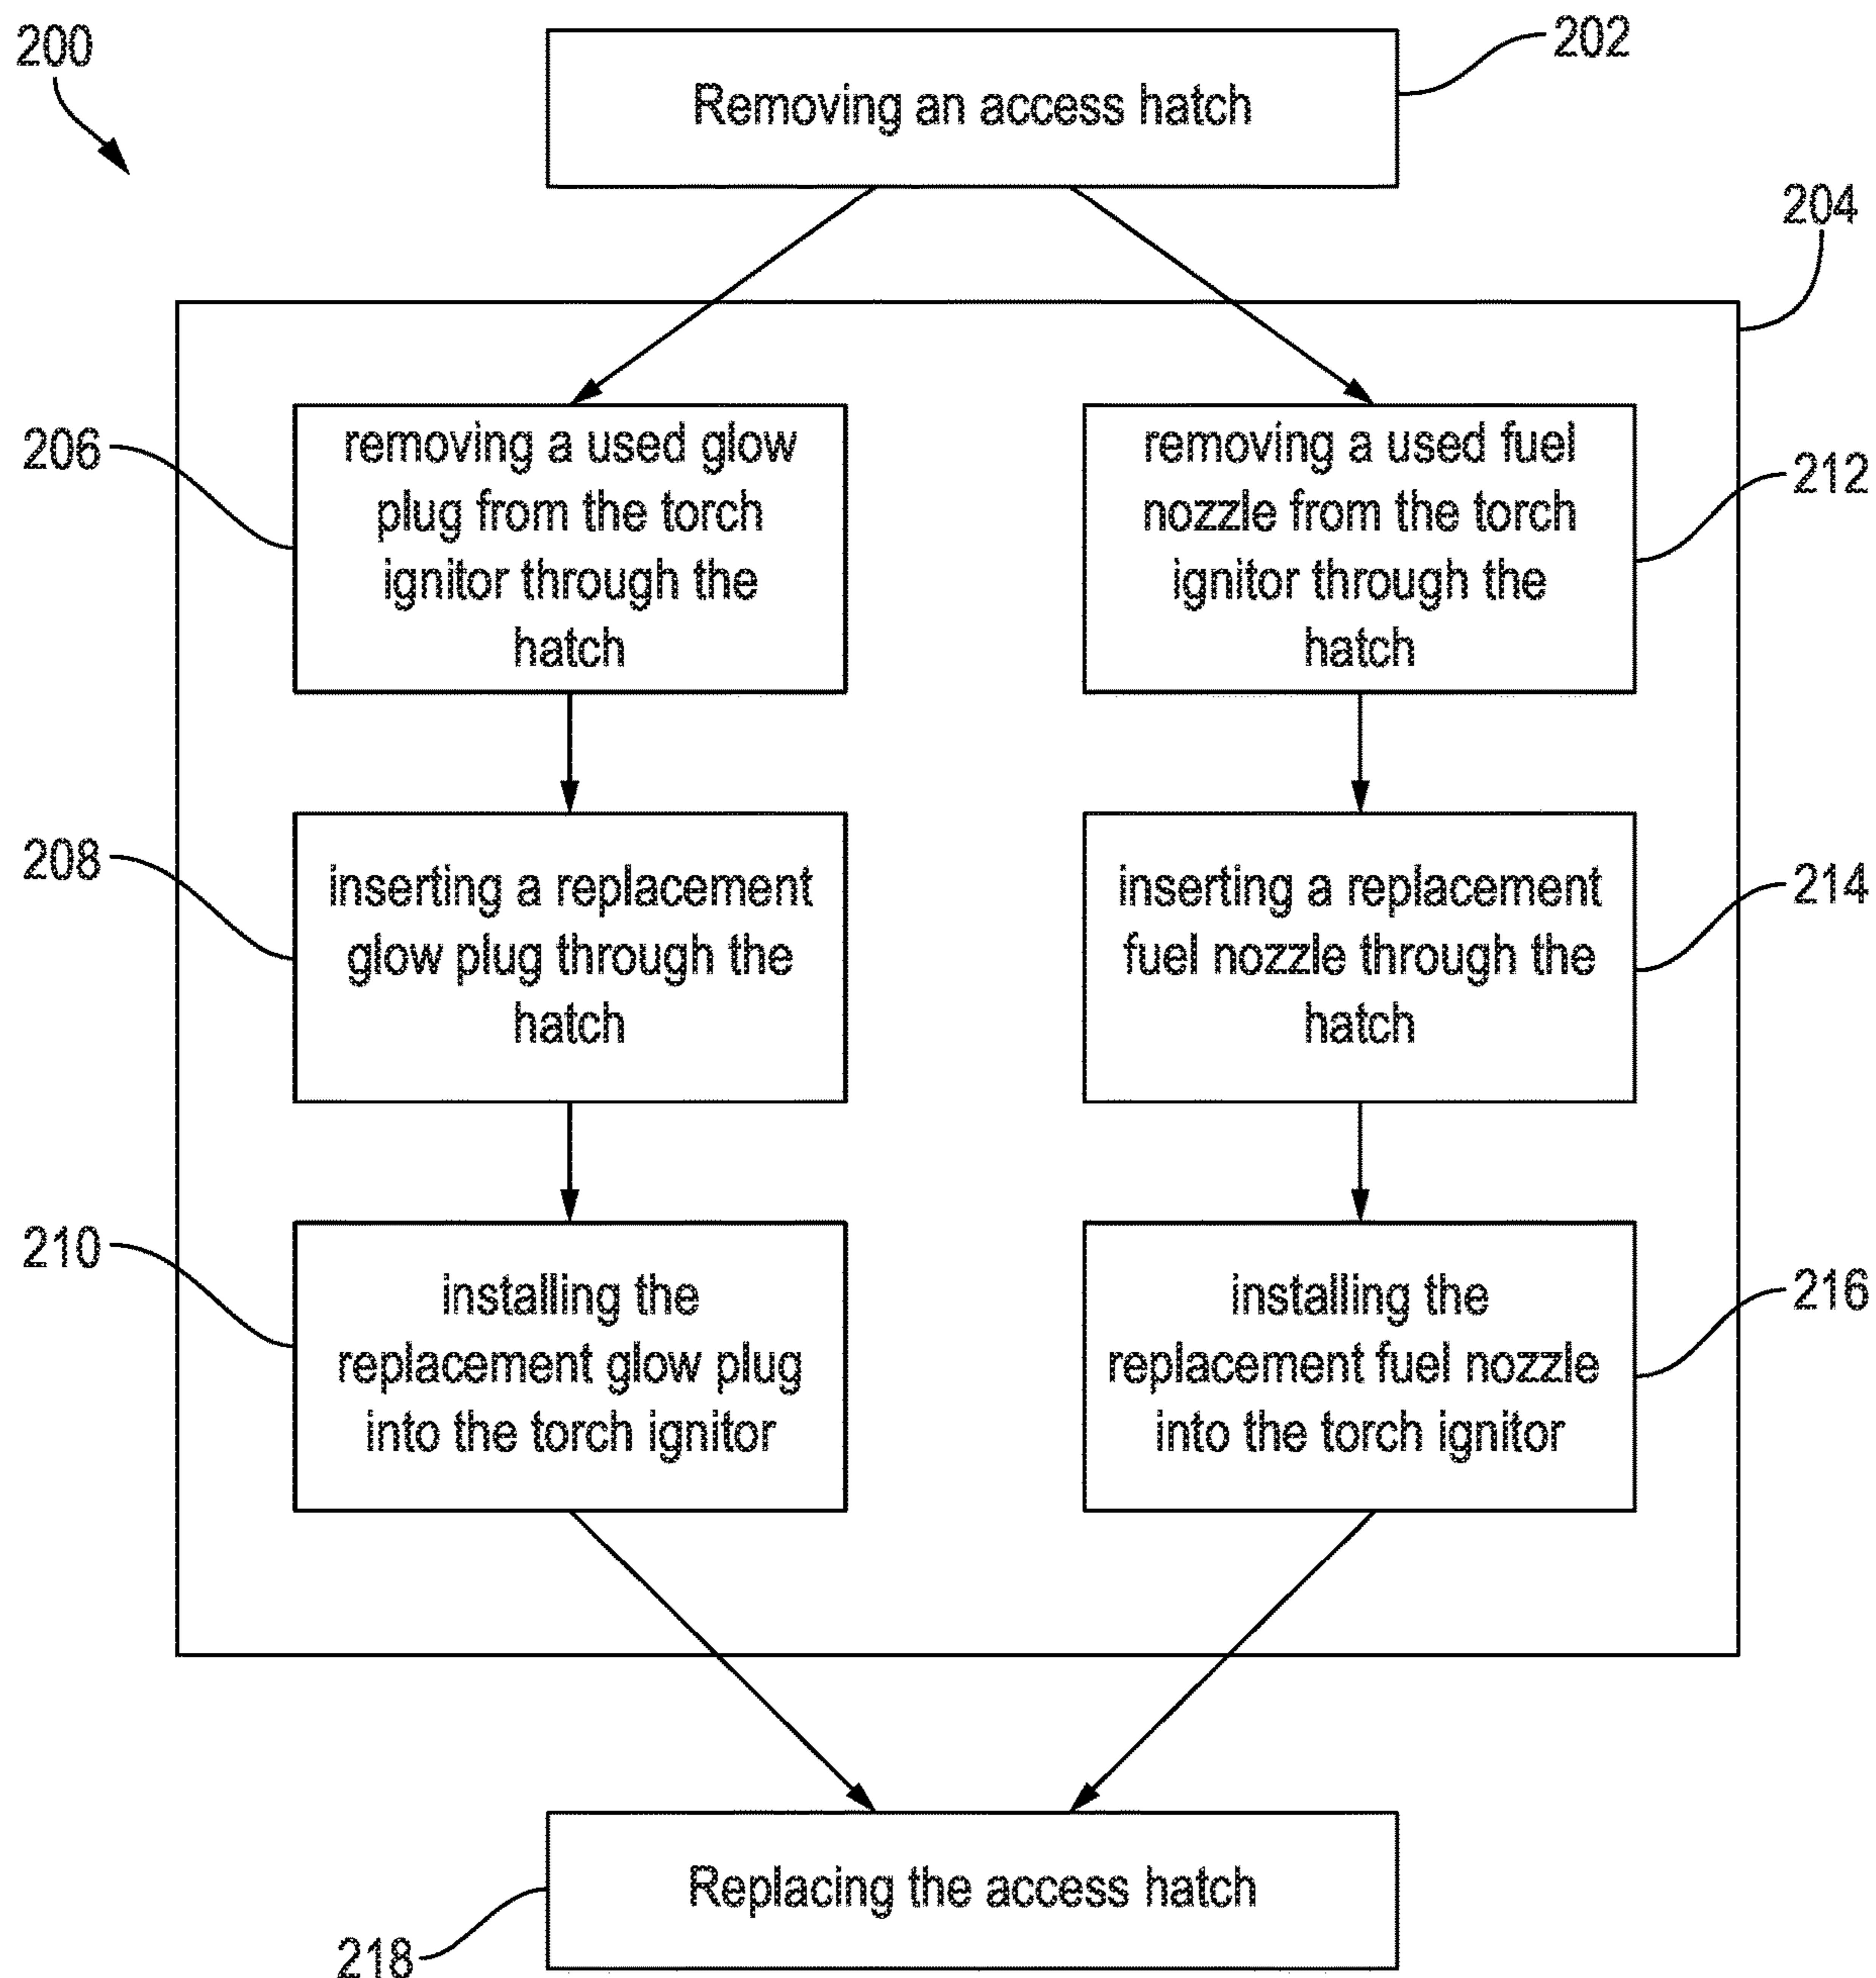 200
202
Removing an access hatch
204
206
removing a used glow
plug from the torch
ignitor through the
hatch
removing a used fuel
nozzle from the torch
ignitor through the
hatch
212
208
inserting a replacement
glow plug through the
hatch
inserting a replacement
fuel nozzle through the
hatch
214
210
installing the
replacement glow plug
into the torch ignitor
installing the
replacement fuel nozzle
into the torch ignitor
216
Replacing the access hatch
218